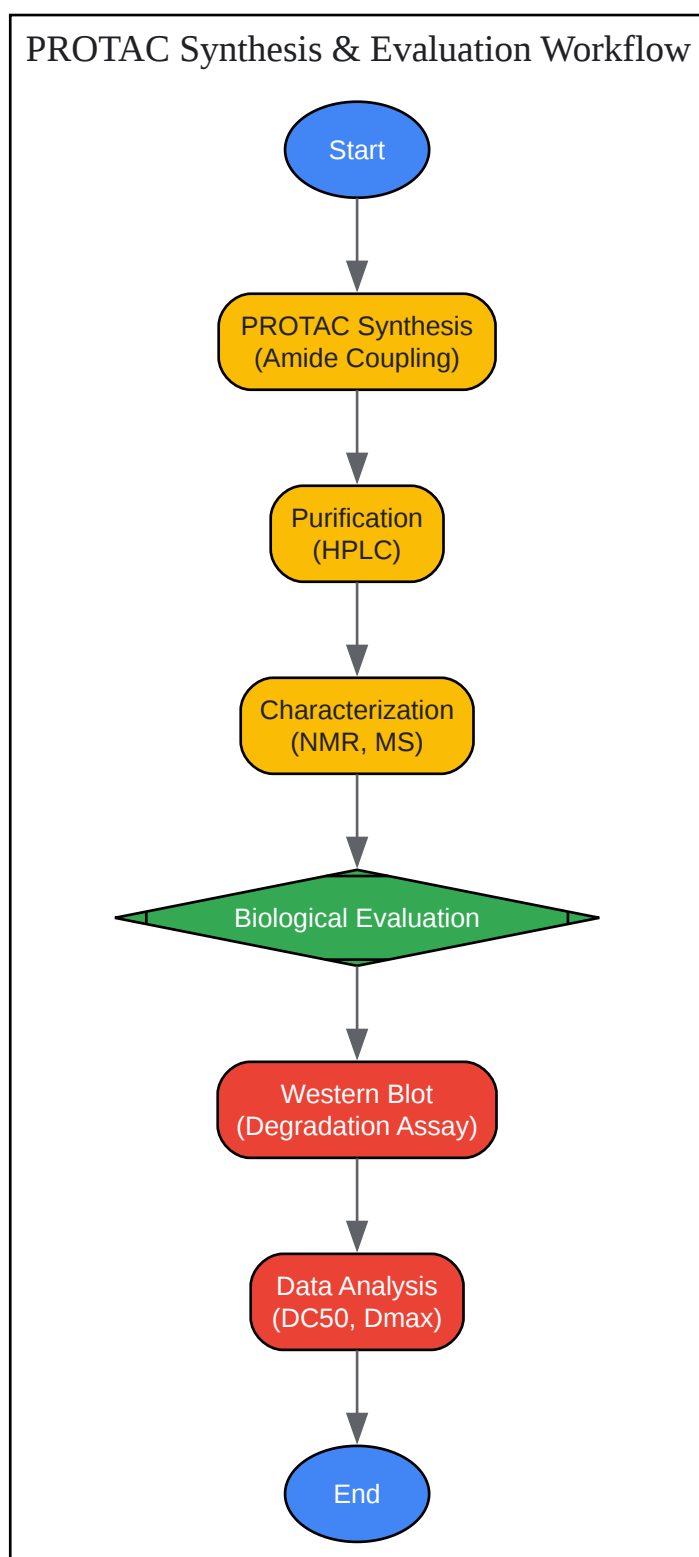 PROTAC Synthesis & Evaluation Workflow
Start
PROTAC Synthesis
(Amide Coupling)
Purification
(HPLC)
Characterization
(NMR, MS)
Biological Evaluation
Western Blot
(Degradation Assay)
Data Analysis
(DC50, Dmax)
End